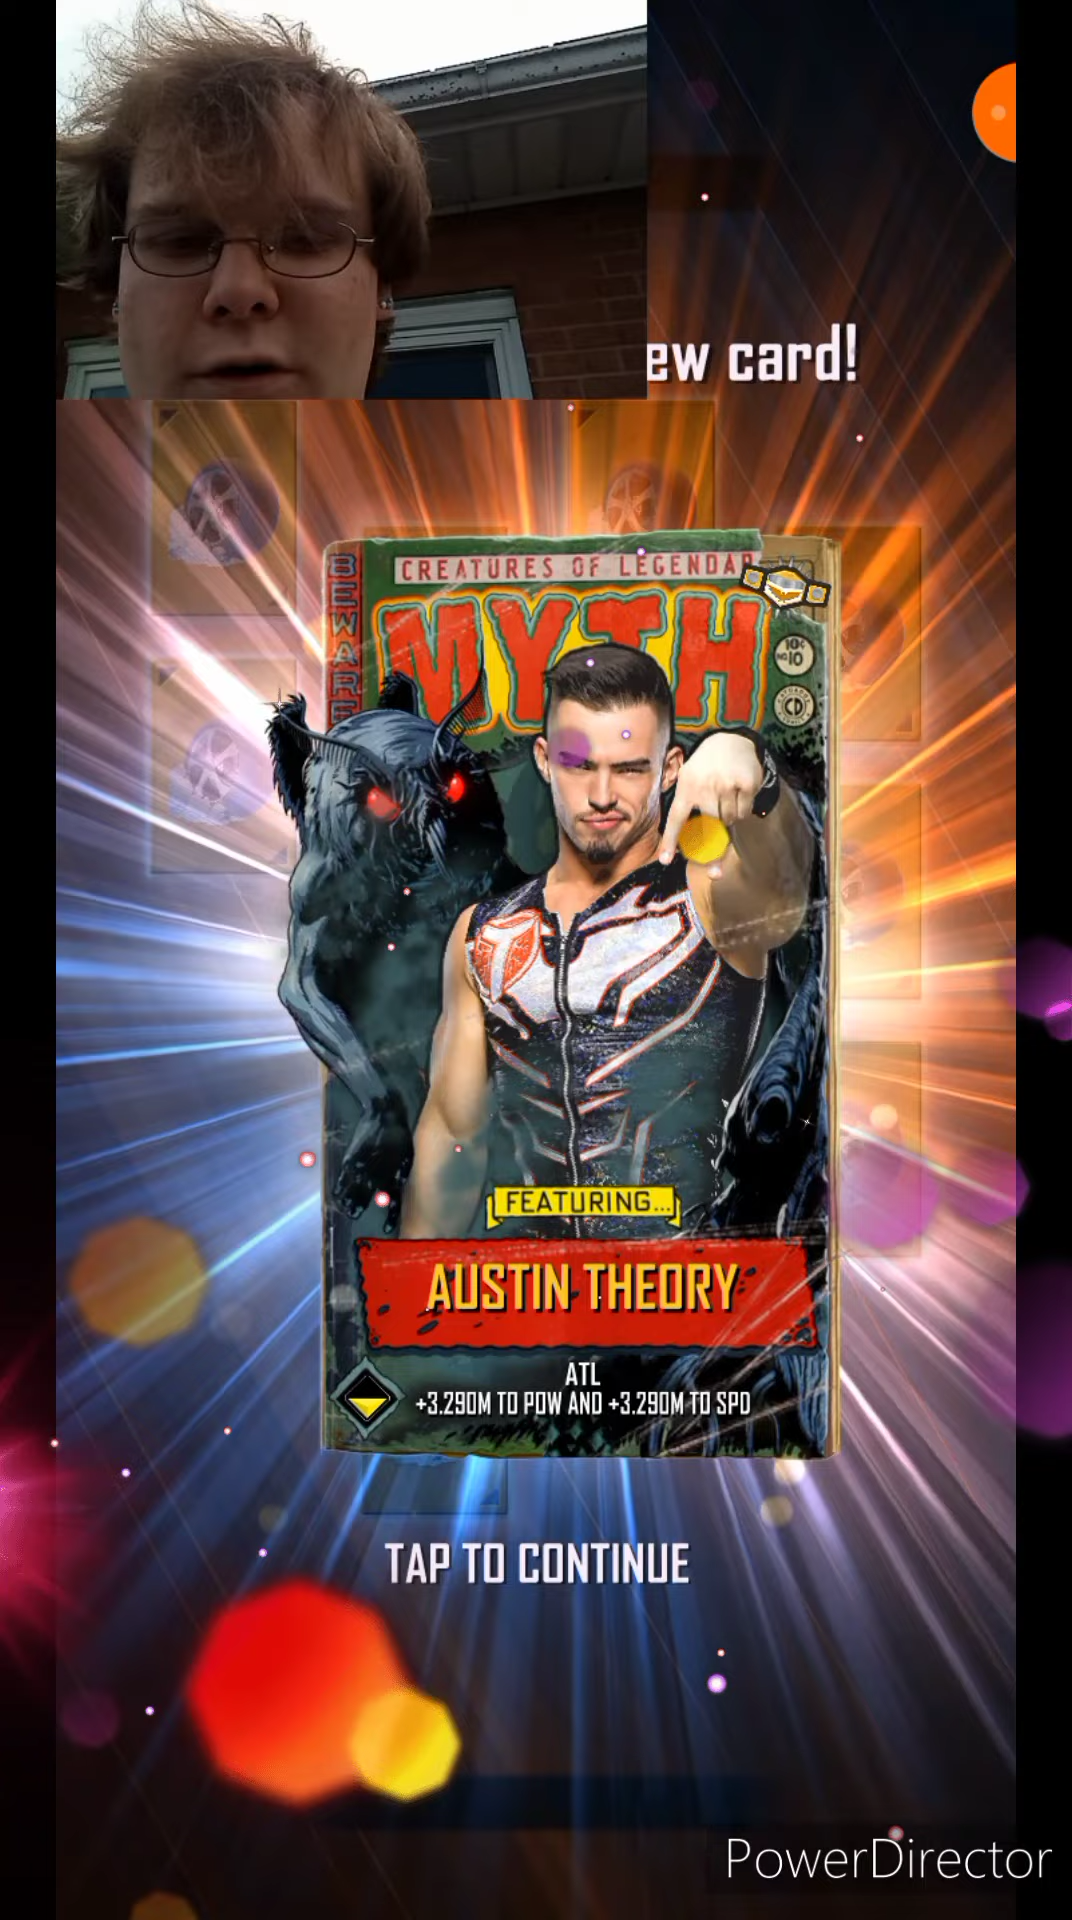 ew card!
BEWARE
CREATURES OF LEGENDAR
MYTH
10¢
NO 10
CD
FEATURING...
AUSTIN THEORY
ATL
+3.290M TO POW AND +3.290M TO SPD
TAP TO CONTINUE
PowerDirector